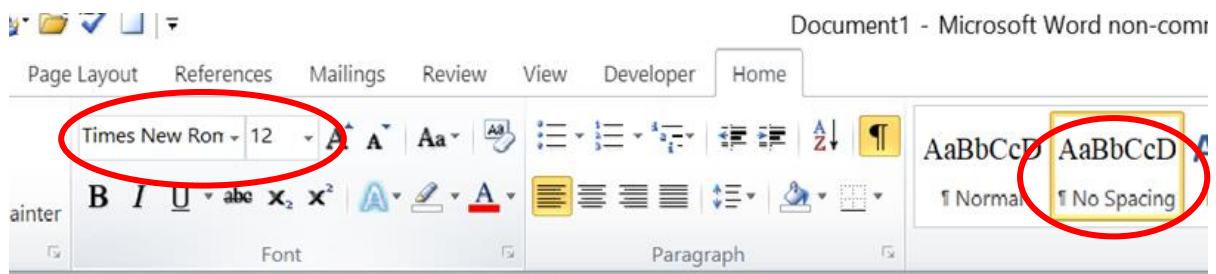 Document1 - Microsoft Word non-comm
Page Layout References Mailings Review View Developer Home
Times New Ron 12 A A Aa Aa A Z ¶ AaBbCcD AaBbCcD A
B I U abc x₂ x² A A
ainter ¶ Normal ¶ No Spacing
Font Paragraph